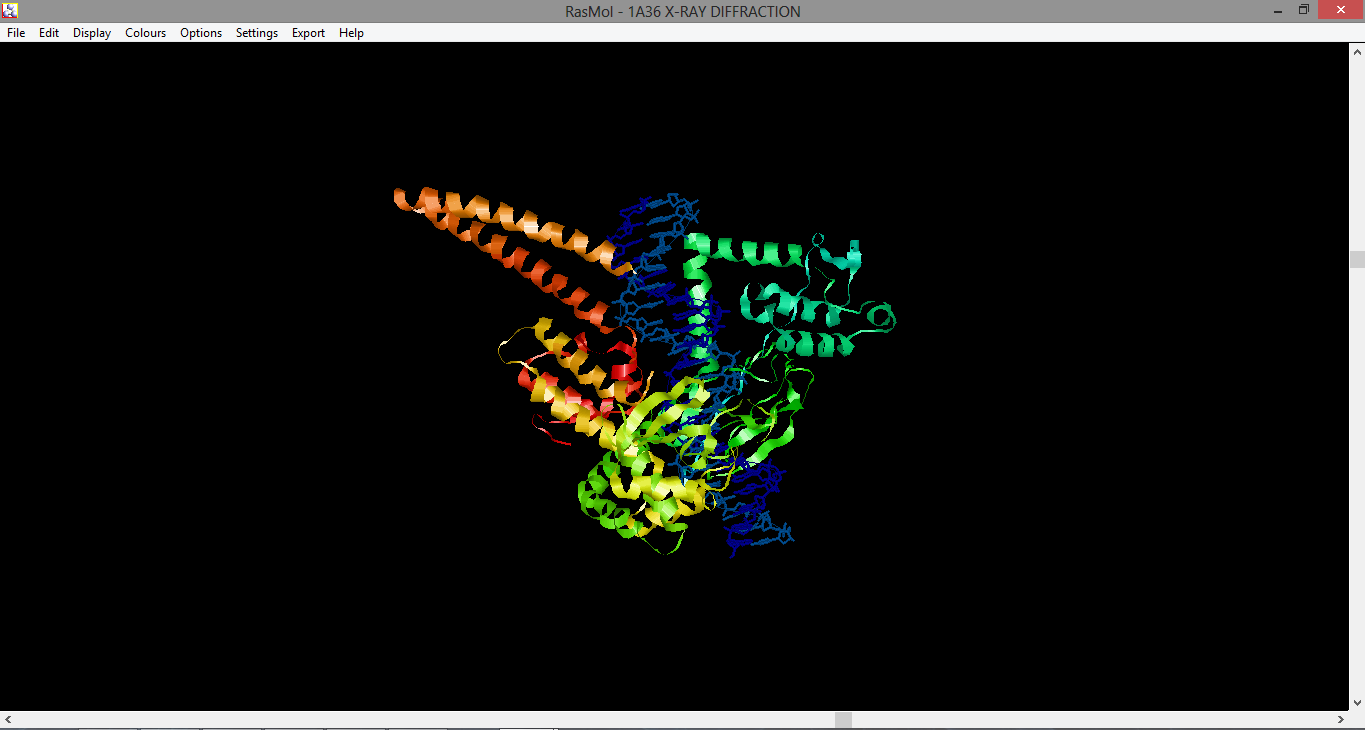 RasMol - 1A36 X-RAY DIFFRACTION
File Edit Display Colours Options Settings Export Help